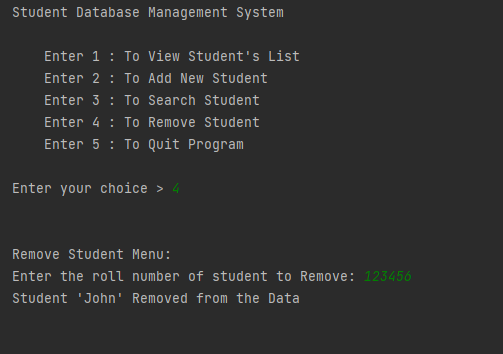 Student Database Management System
Enter 1 : To View Student's List
Enter 2 : To Add New Student
Enter 3 : To Search Student
Enter 4 : To Remove Student
Enter 5 : To Quit Program
Enter your choice > 4
Remove Student Menu:
Enter the roll number of student to Remove: 123456
Student 'John' Removed from the Data